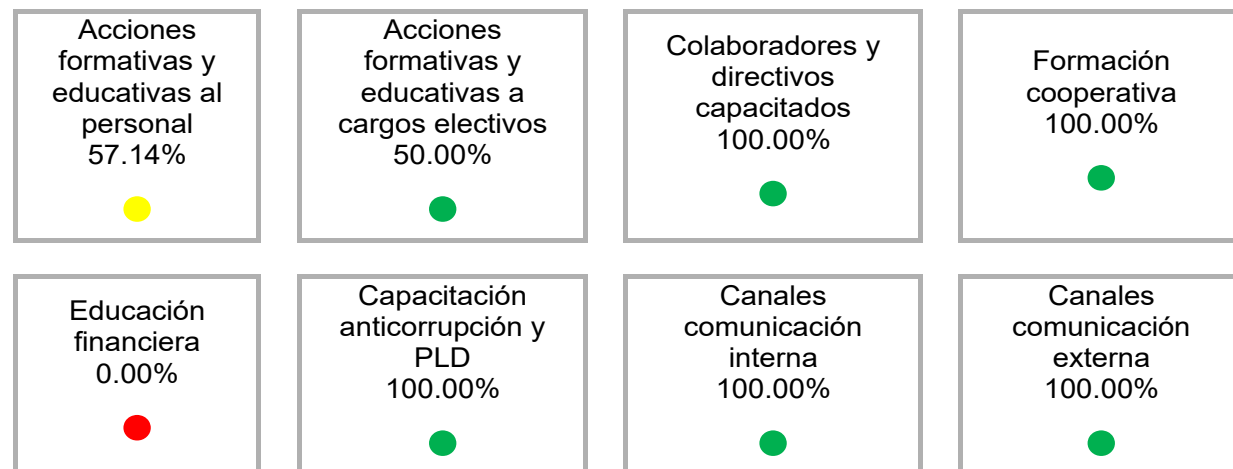 Acciones
formativas y
educativas al
personal
57.14%
Acciones
formativas y
educativas a
cargos electivos
50.00%
Colaboradores y
directivos
capacitados
100.00%
Formación
cooperativa
100.00%
Educación
financiera
0.00%
Capacitación
anticorrupción y
PLD
100.00%
Canales
comunicación
interna
100.00%
Canales
comunicación
externa
100.00%